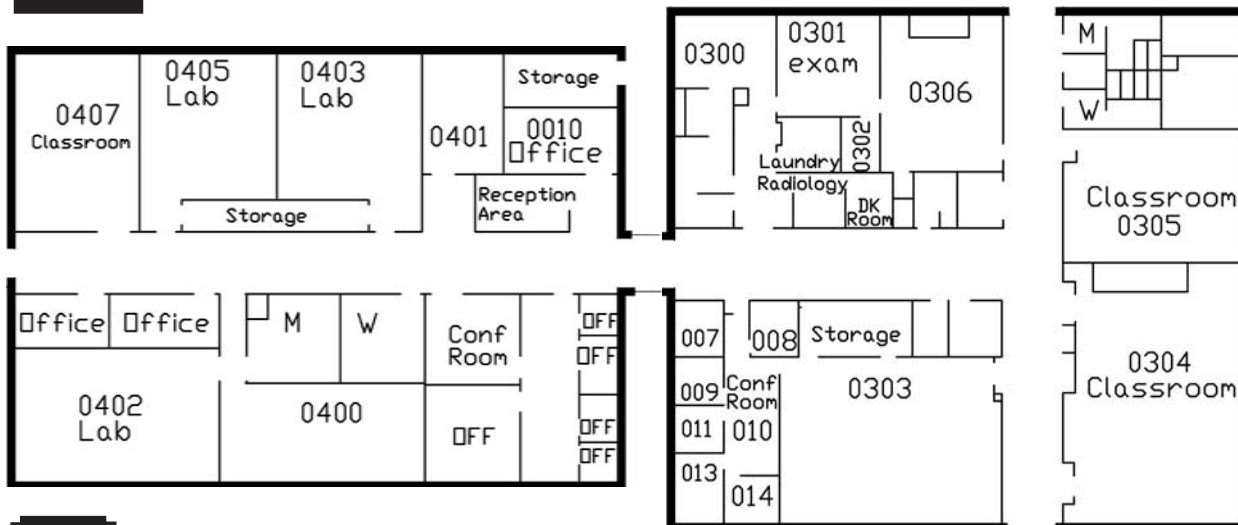 0407
Classroom
0405
Lab
0403
Lab
0401
Storage
0010
Office
Reception
Area
Storage
0300
0301
exam
0306
0302
Laundry
Radiology
DK
Room
M
W
Classroom
0305
Office
Office
M
W
Conf
Room
OFF
OFF
0402
Lab
0400
OFF
OFF
OFF
007
008
Storage
009
Conf
Room
0303
011
010
013
014
0304
Classroom